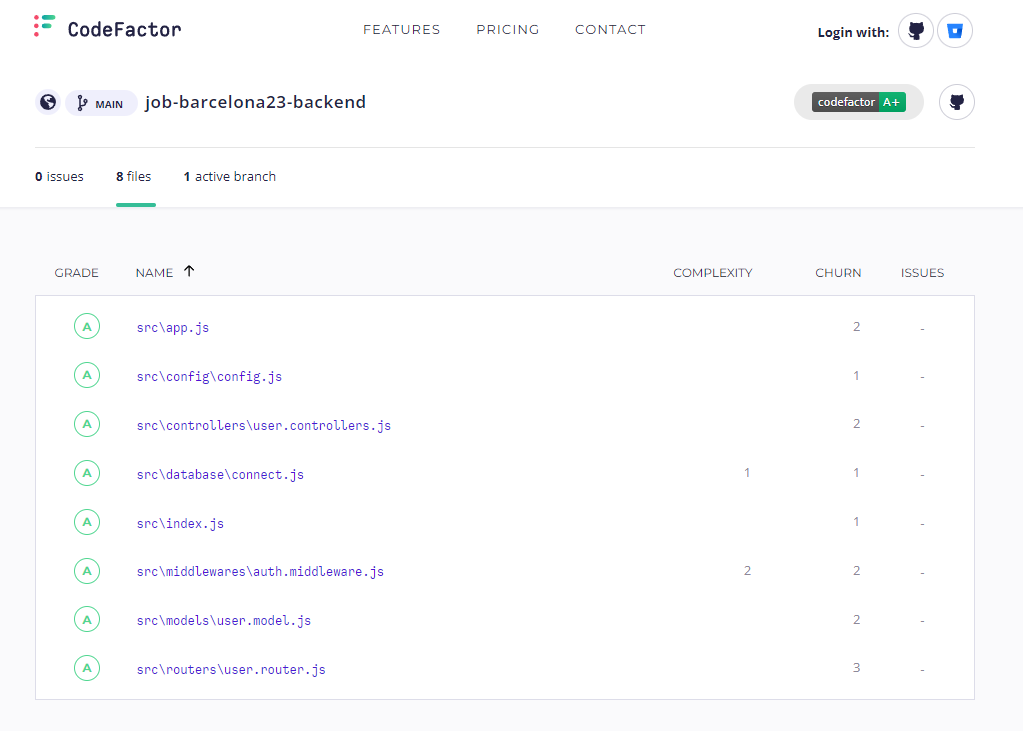 CodeFactor FEATURES PRICING CONTACT Login with:
MAIN job-barcelona23-backend codefactor A+
0 issues 8 files 1 active branch
GRADE NAME ↑ COMPLEXITY CHURN ISSUES
A src\app.js 2 -
A src\config\config.js 1 -
A src\controllers\user.controllers.js 2 -
A src\database\connect.js 1 1 -
A src\index.js 1 -
A src\middlewares\auth.middleware.js 2 2 -
A src\models\user.model.js 2 -
A src\routers\user.router.js 3 -